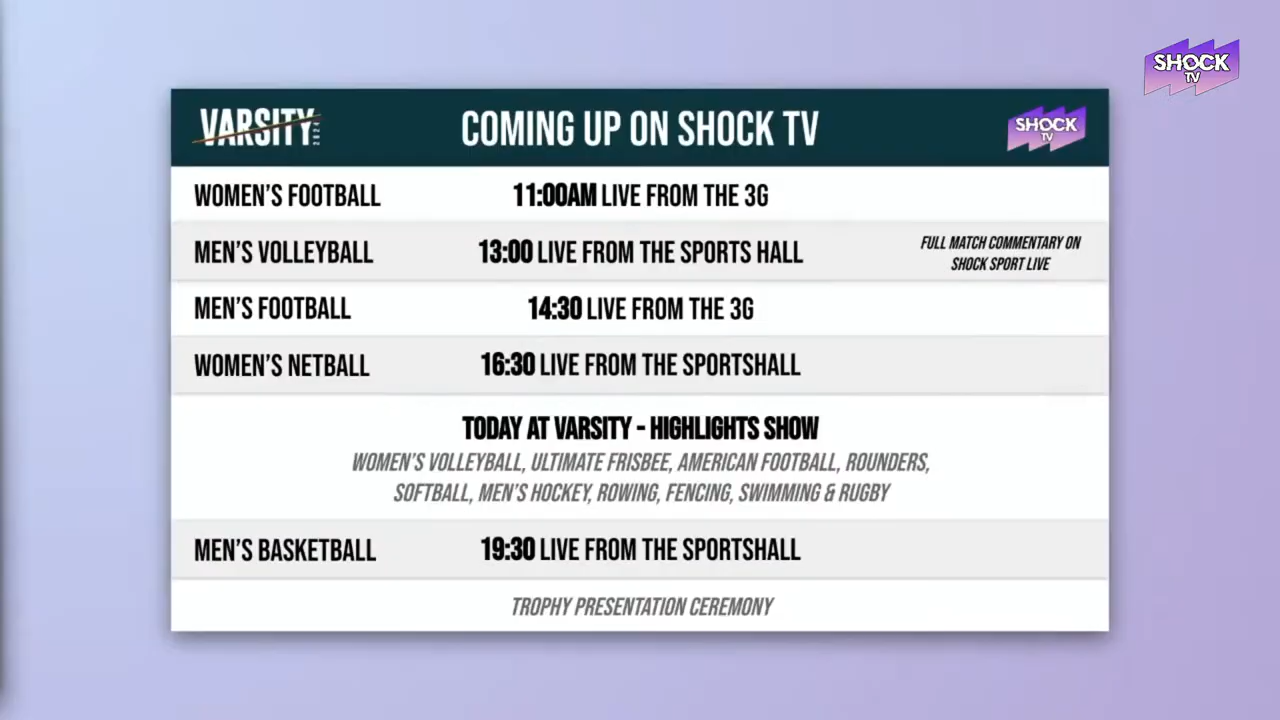 SHOCK
TV
VARSITY 2024
COMING UP ON SHOCK TV
SHOCK
TV
WOMEN'S FOOTBALL 11:00AM LIVE FROM THE 3G
MEN'S VOLLEYBALL 13:00 LIVE FROM THE SPORTS HALL
FULL MATCH COMMENTARY ON
SHOCK SPORT LIVE
MEN'S FOOTBALL 14:30 LIVE FROM THE 3G
WOMEN'S NETBALL 16:30 LIVE FROM THE SPORTSHALL
TODAY AT VARSITY - HIGHLIGHTS SHOW
WOMEN'S VOLLEYBALL, ULTIMATE FRISBEE, AMERICAN FOOTBALL, ROUNDERS,
SOFTBALL, MEN'S HOCKEY, ROWING, FENCING, SWIMMING & RUGBY
MEN'S BASKETBALL 19:30 LIVE FROM THE SPORTSHALL
TROPHY PRESENTATION CEREMONY